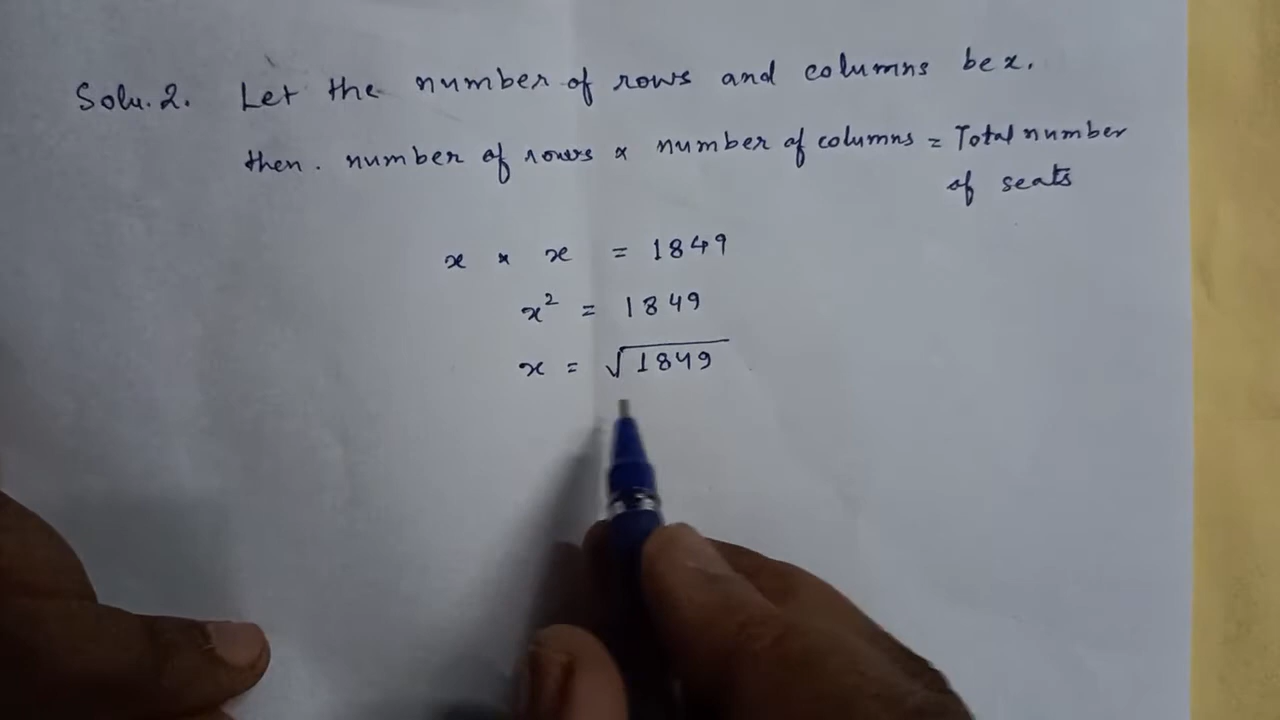 Solu. 2. Let the number of rows and columns be x.
then. number of rows × number of columns = Total number
of seats
x × x = 1849
x² = 1849
x = √1849